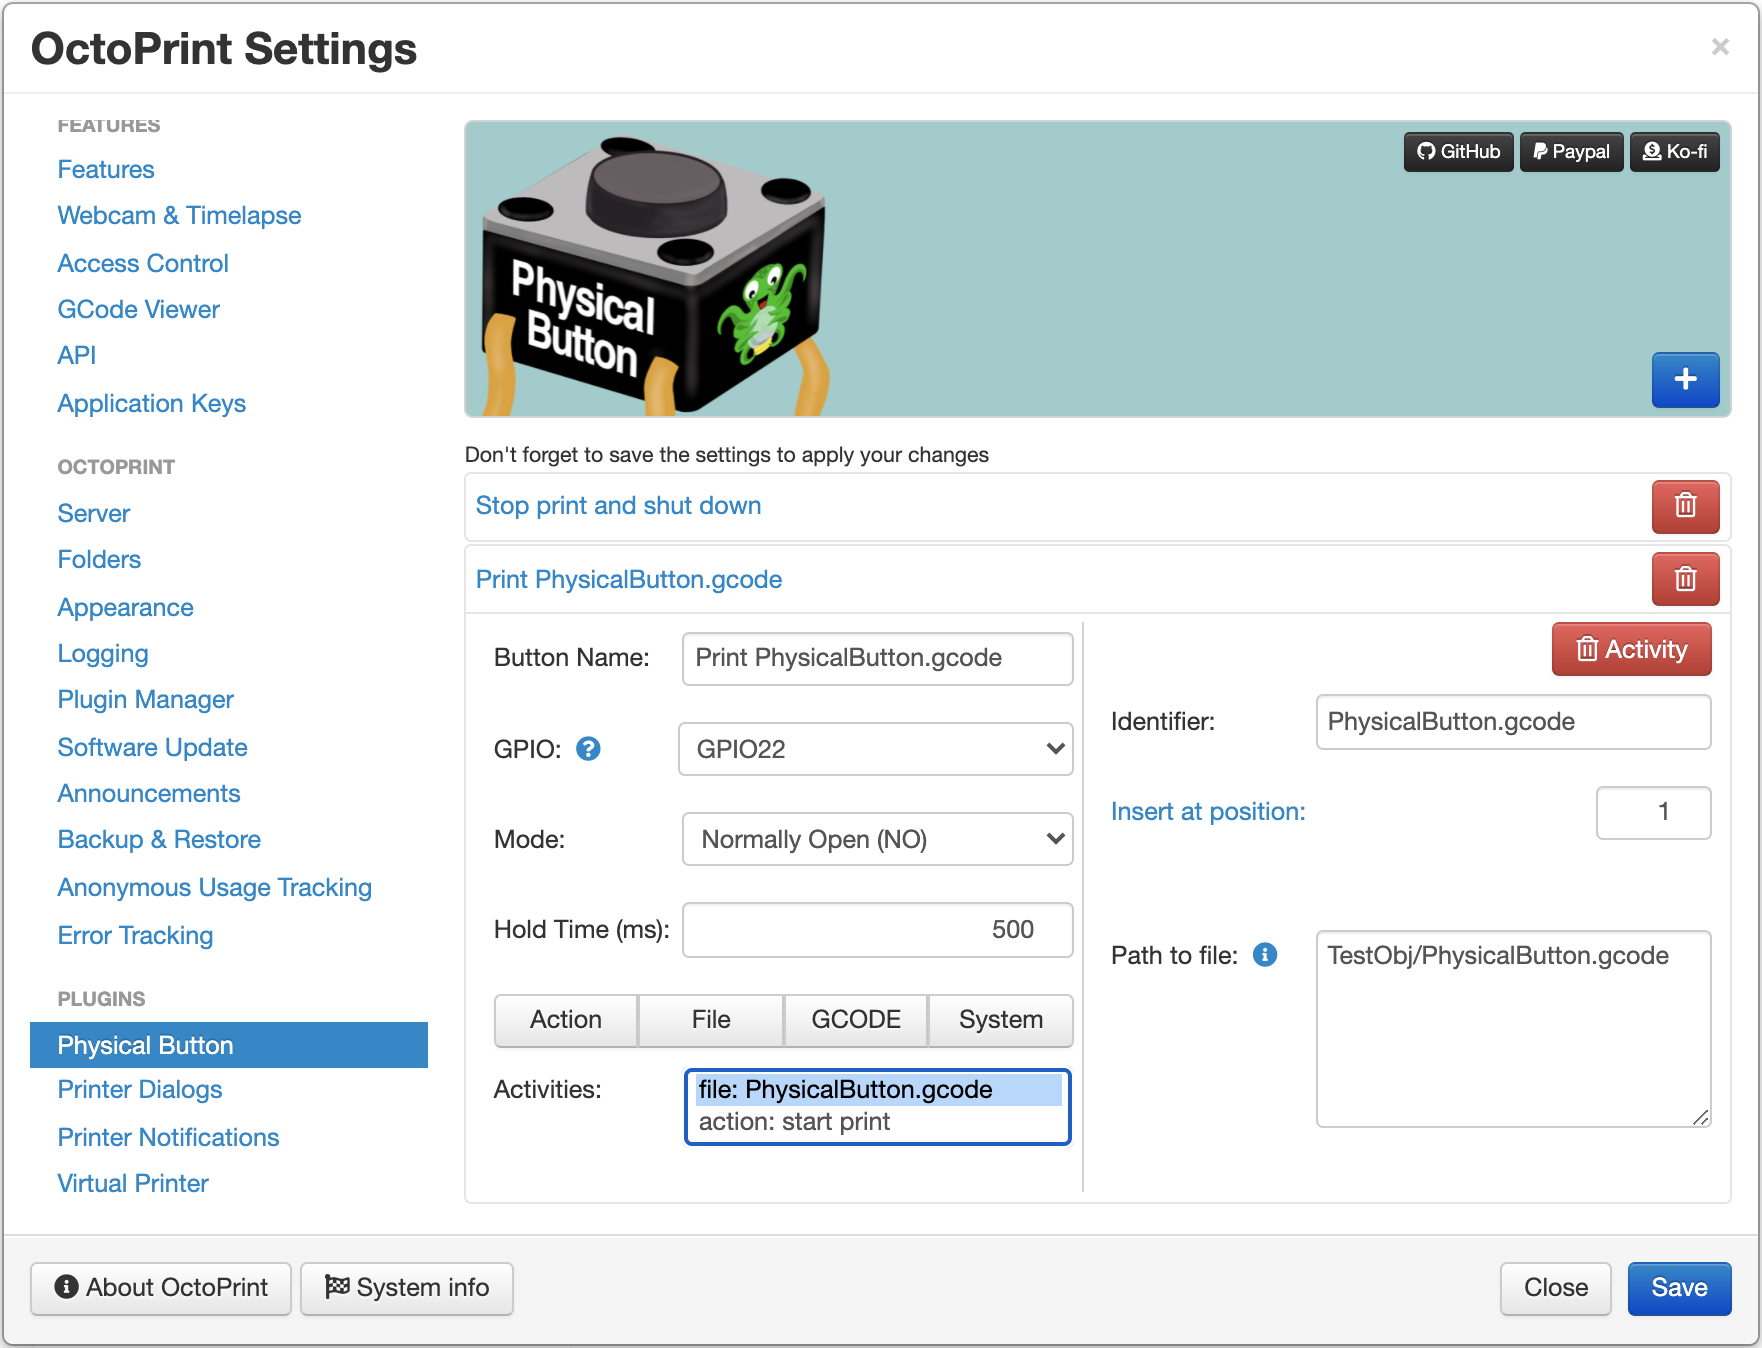 OctoPrint Settings
×
FEATURES
Features
Webcam & Timelapse
Access Control
GCode Viewer
API
Application Keys
OCTOPRINT
Server
Folders
Appearance
Logging
Plugin Manager
Software Update
Announcements
Backup & Restore
Anonymous Usage Tracking
Error Tracking
PLUGINS
Physical Button
Printer Dialogs
Printer Notifications
Virtual Printer
Physical
Button
GitHub
Paypal
Ko-fi
+
Don't forget to save the settings to apply your changes
Stop print and shut down
Print PhysicalButton.gcode
Button Name: Print PhysicalButton.gcode
GPIO: ? GPIO22
Mode: Normally Open (NO)
Hold Time (ms): 500
Action File GCODE System
Activities: file: PhysicalButton.gcode
action: start print
Activity
Identifier: PhysicalButton.gcode
Insert at position: 1
Path to file: i TestObj/PhysicalButton.gcode
About OctoPrint
System info
Close
Save